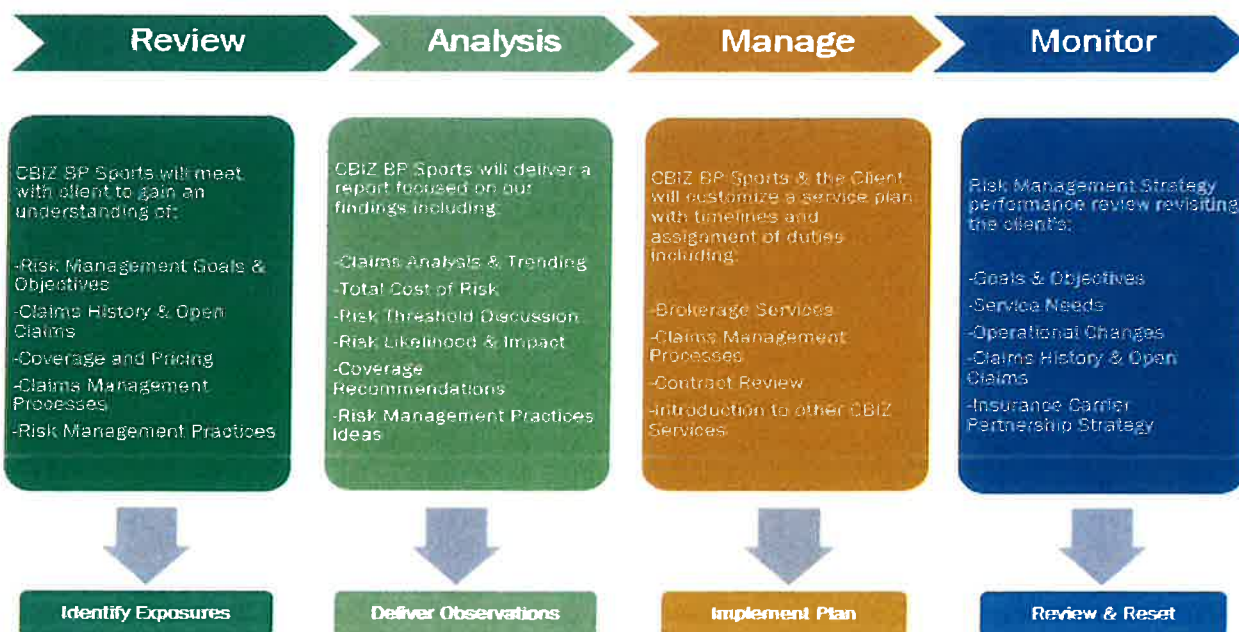 Review
Analysis
Manage
Monitor
CBIZ BP Sports will meet
with client to gain an
understanding of:
-Risk Management Goals &
Objectives
-Claims History & Open
Claims
-Coverage and Pricing
-Claims Management
Processes
-Risk Management Practices
CBIZ BP Sports will deliver a
report focused on our
findings including:
-Claims Analysis & Trending
-Total Cost of Risk
-Risk Threshold Discussion
-Risk Likelihood & Impact
-Coverage
Recommendations
-Risk Management Practices
Ideas
CBIZ BP Sports & the Client
will customize a service plan
with timelines and
assignment of duties
including:
-Brokerage Services
-Claims Management
Processes
-Contract Review
-Introduction to other CBIZ
Services
Risk Management Strategy
performance review revisiting
the client's:
-Goals & Objectives
-Service Needs
-Operational Changes
-Claims History & Open
Claims
-Insurance Carrier
Partnership Strategy
Identify Exposures
Deliver Observations
Implement Plan
Review & Reset